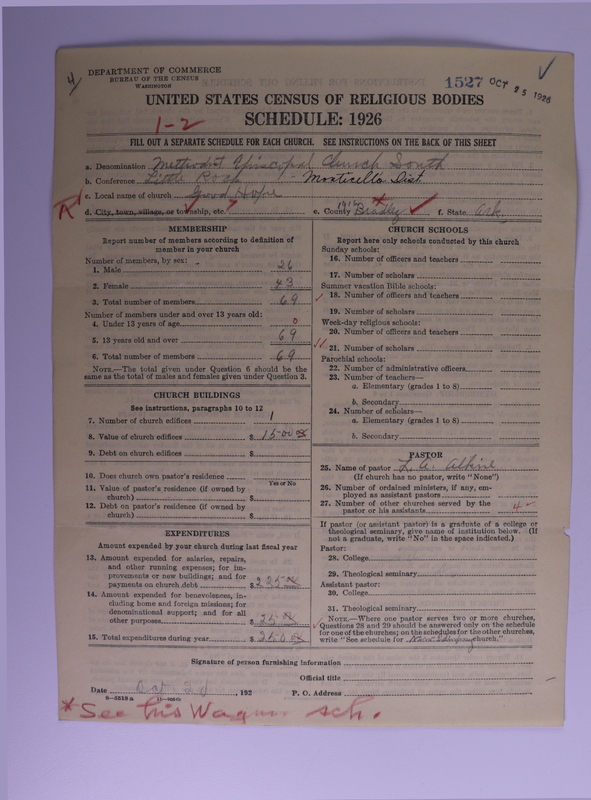 4
DEPARTMENT OF COMMERCE
BUREAU OF THE CENSUS
WASHINGTON
1527 OCT 25 1926
UNITED STATES CENSUS OF RELIGIOUS BODIES
SCHEDULE: 1926
1-2
FILL OUT A SEPARATE SCHEDULE FOR EACH CHURCH. SEE INSTRUCTIONS ON THE BACK OF THIS SHEET
a. Denomination Methodist Episcopal Church South
b. Conference Little Rock - Monticello Dist.
c. Local name of church Good Hope
d. City, town, village, or township, etc. e. County Bradley f. State Ark.
MEMBERSHIP
Report number of members according to definition of member in your church
Number of members, by sex:
1. Male 26
2. Female 43
3. Total number of members 69
Number of members under and over 13 years old:
4. Under 13 years of age 0
5. 13 years old and over 69
6. Total number of members 69
NOTE.—The total given under Question 6 should be
same as the total of males and females given under Question 3.
CHURCH BUILDINGS
See instructions, paragraphs 10 to 12
7. Number of church edifices 1
8. Value of church edifices $ 1500
9. Debt on church edifices $
10. Does church own pastor's residence
Yes or No
11. Value of pastor's residence (if owned by
church) $
12. Debt on pastor's residence (if owned by
church) $
EXPENDITURES
Amount expended by your church during last fiscal year
13. Amount expended for salaries, repairs,
and other running expenses; for im-
provements or new buildings; and for
payments on church debt $ 225
14. Amount expended for benevolences, in-
cluding home and foreign missions; for
denominational support; and for all
other purposes $ 25
15. Total expenditures during year $ 250
CHURCH SCHOOLS
Report here only schools conducted by this church
Sunday schools:
16. Number of officers and teachers
17. Number of scholars
Summer vacation Bible schools:
18. Number of officers and teachers
19. Number of scholars
Week-day religious schools:
20. Number of officers and teachers
21. Number of scholars
Parochial schools:
22. Number of administrative officers
23. Number of teachers—
a. Elementary (grades 1 to 8)
b. Secondary
24. Number of scholars—
a. Elementary (grades 1 to 8)
b. Secondary
PASTOR
25. Name of pastor L. A. Alkire
(If church has no pastor, write "None")
26. Number of ordained ministers, if any, em-
ployed as assistant pastors
27. Number of other churches served by the
pastor or his assistants 4
If pastor (or assistant pastor) is a graduate of a college or
theological seminary, give name of institution below. (If
not a graduate, write "No" in the space indicated.)
Pastor:
28. College
29. Theological seminary
Assistant pastor:
30. College
31. Theological seminary
NOTE.—Where one pastor serves two or more churches,
Questions 28 and 29 should be answered only on the schedule
for one of the churches; on the schedules for the other churches,
write "See schedule for New Edinburg church."
Signature of person furnishing information
Official title
Date Oct 20, 192 P. O. Address
*See his Wagner sch.